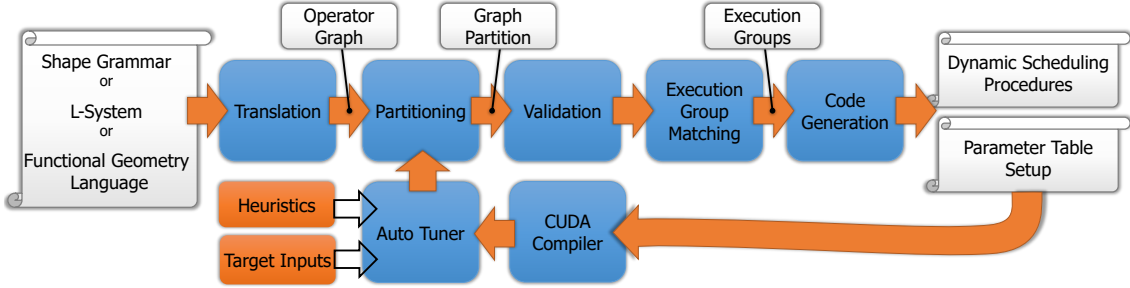 Operator
Graph
Graph
Partition
Execution
Groups
Shape Grammar
or
L-System
or
Functional Geometry
Language
Translation
Partitioning
Validation
Execution
Group
Matching
Code
Generation
Dynamic Scheduling
Procedures
Parameter Table
Setup
Heuristics
Target Inputs
Auto Tuner
CUDA
Compiler